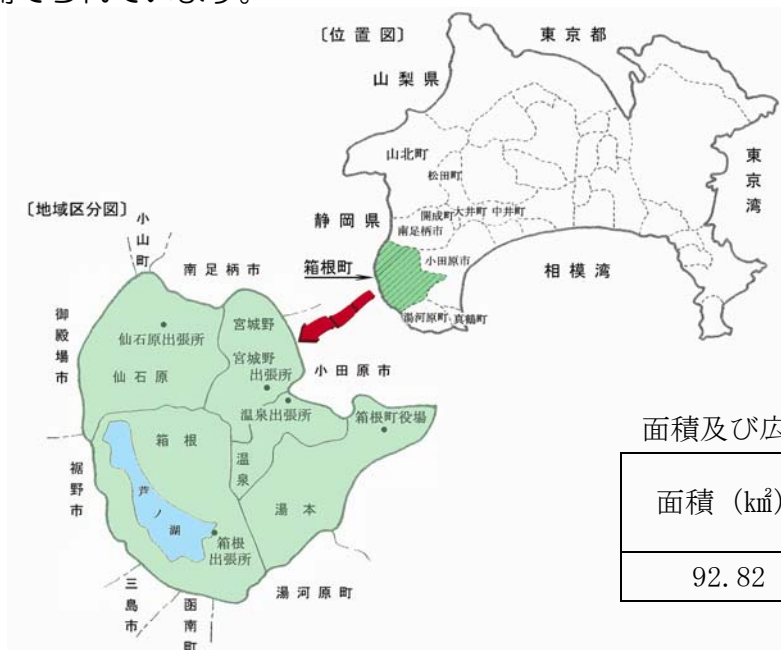 〔位置図〕
東京都
山梨県
山北町
松田町
東京湾
開成町
大井町
中井町
静岡県
南足柄市
箱根町
小田原市
相模湾
湯河原町
真鶴町
〔地域区分図〕
小山町
南足柄市
御殿場市
宮城野
仙石原出張所
宮城野
出張所
仙石原
小田原市
温泉出張所
箱根町役場
箱根
温泉
裾野市
芦ノ湖
湯本
箱根
出張所
三島市
函南町
湯河原町
面積及び広
面積（㎢）
92.82